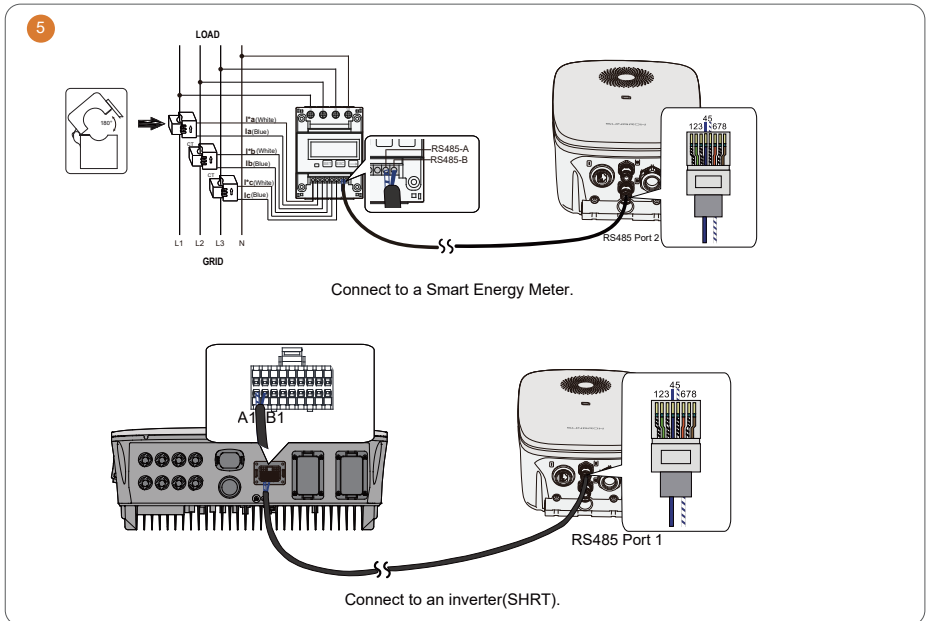 5
LOAD
180°
I*a(White)
Ia(Blue)
CT
I*b(White)
Ib(Blue)
CT
I*c(White)
Ic(Blue)
L1 L2 L3 N
GRID
RS485-A
RS485-B
SUNGROW
RS485 Port 2
45
123 678
Connect to a Smart Energy Meter.
A1 B1
SUNGROW
RS485 Port 1
45
123 678
Connect to an inverter(SHRT).